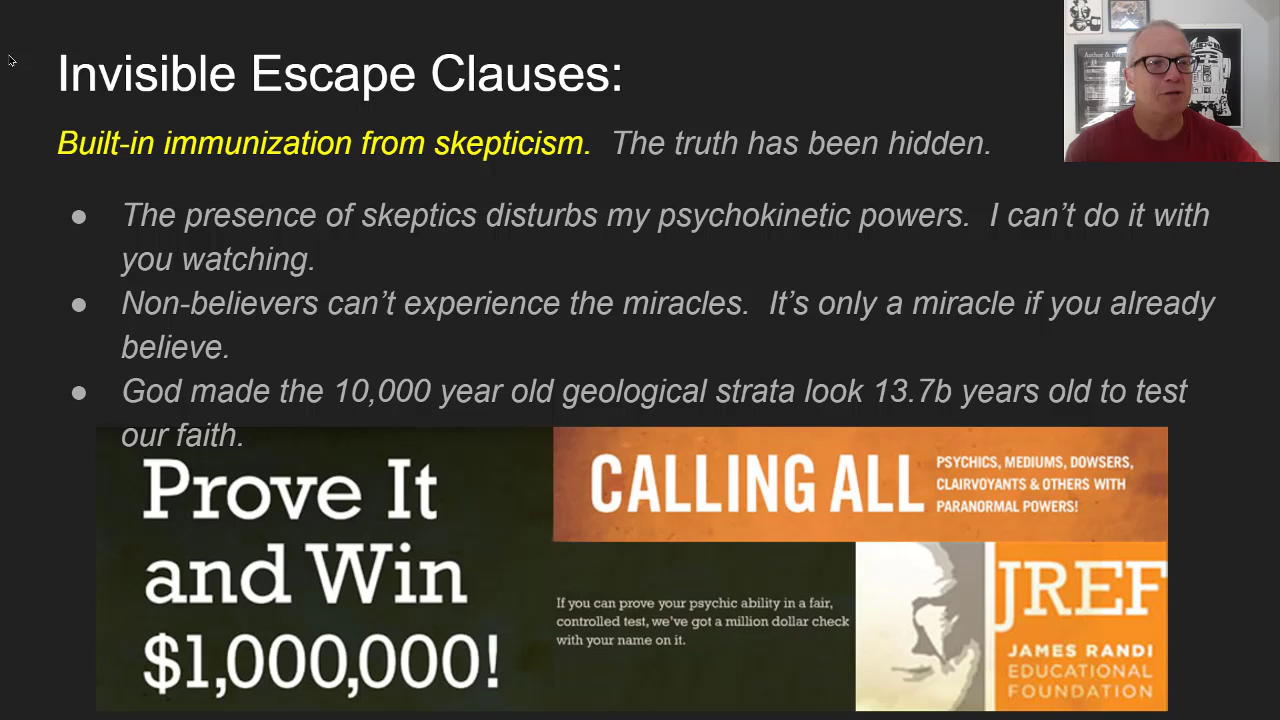 Invisible Escape Clauses:
Built-in immunization from skepticism.  The truth has been hidden.
● The presence of skeptics disturbs my psychokinetic powers.  I can’t do it with
you watching.
● Non-believers can’t experience the miracles.  It’s only a miracle if you already
believe.
● God made the 10,000 year old geological strata look 13.7b years old to test
our faith.
Prove It
and Win
$1,000,000!
CALLING ALL
PSYCHICS, MEDIUMS, DOWSERS,
CLAIRVOYANTS & OTHERS WITH
PARANORMAL POWERS!
If you can prove your psychic ability in a fair,
controlled test, we’ve got a million dollar check
with your name on it.
JREF
JAMES RANDI
EDUCATIONAL
FOUNDATION